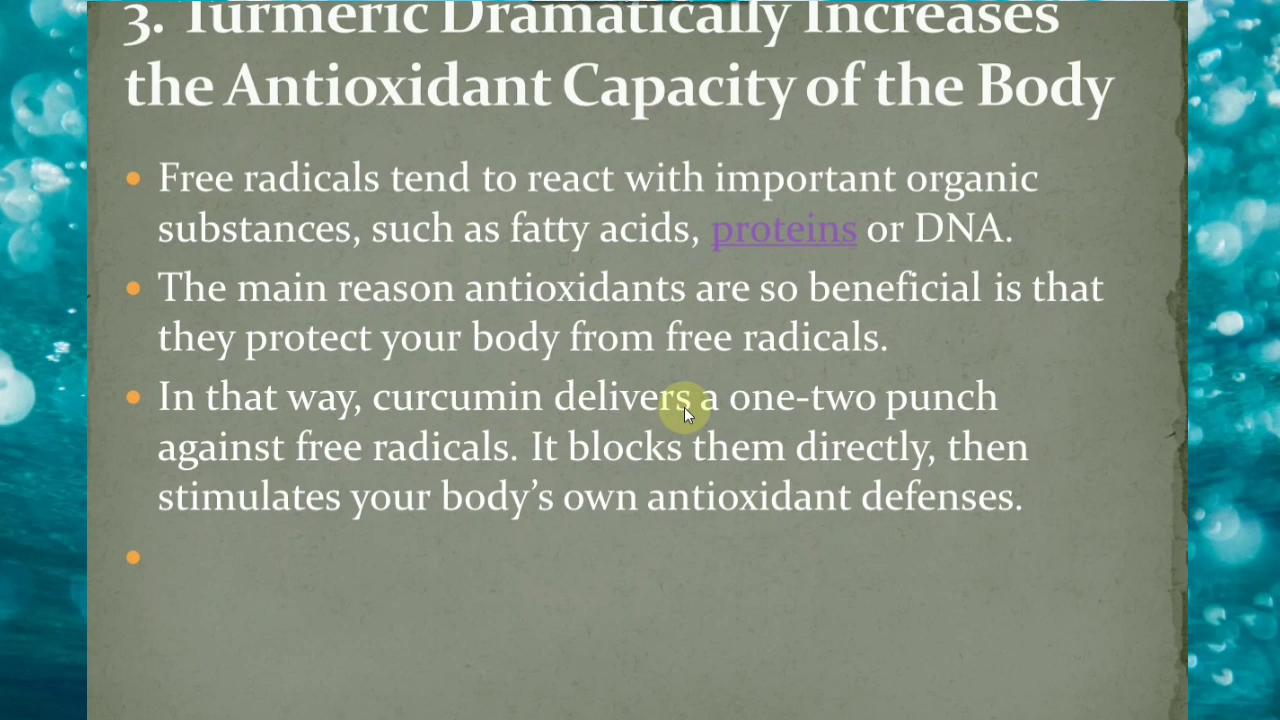 3. Turmeric Dramatically Increases
the Antioxidant Capacity of the Body
• Free radicals tend to react with important organic
substances, such as fatty acids, proteins or DNA.
• The main reason antioxidants are so beneficial is that
they protect your body from free radicals.
• In that way, curcumin delivers a one-two punch
against free radicals. It blocks them directly, then
stimulates your body’s own antioxidant defenses.
•